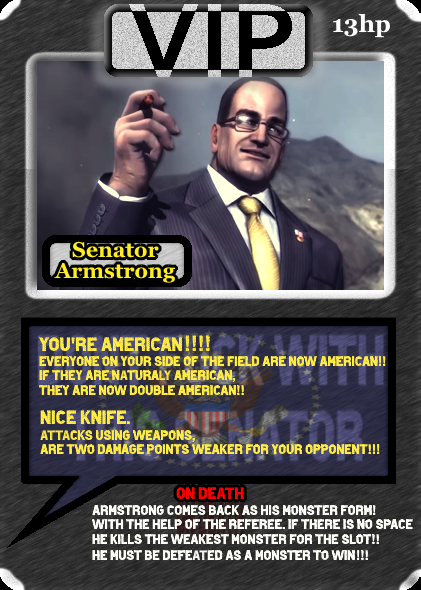 VIP
13hp
Senator
Armstrong
YOU'RE AMERICAN!!!!
EVERYONE ON YOUR SIDE OF THE FIELD ARE NOW AMERICAN!!
IF THEY ARE NATURALY AMERICAN,
THEY ARE NOW DOUBLE AMERICAN!!
NICE KNIFE.
ATTACKS USING WEAPONS,
ARE TWO DAMAGE POINTS WEAKER FOR YOUR OPPONENT!!!
ON DEATH
ARMSTRONG COMES BACK AS HIS MONSTER FORM!
WITH THE HELP OF THE REFEREE. IF THERE IS NO SPACE
HE KILLS THE WEAKEST MONSTER FOR THE SLOT!!
HE MUST BE DEFEATED AS A MONSTER TO WIN!!!